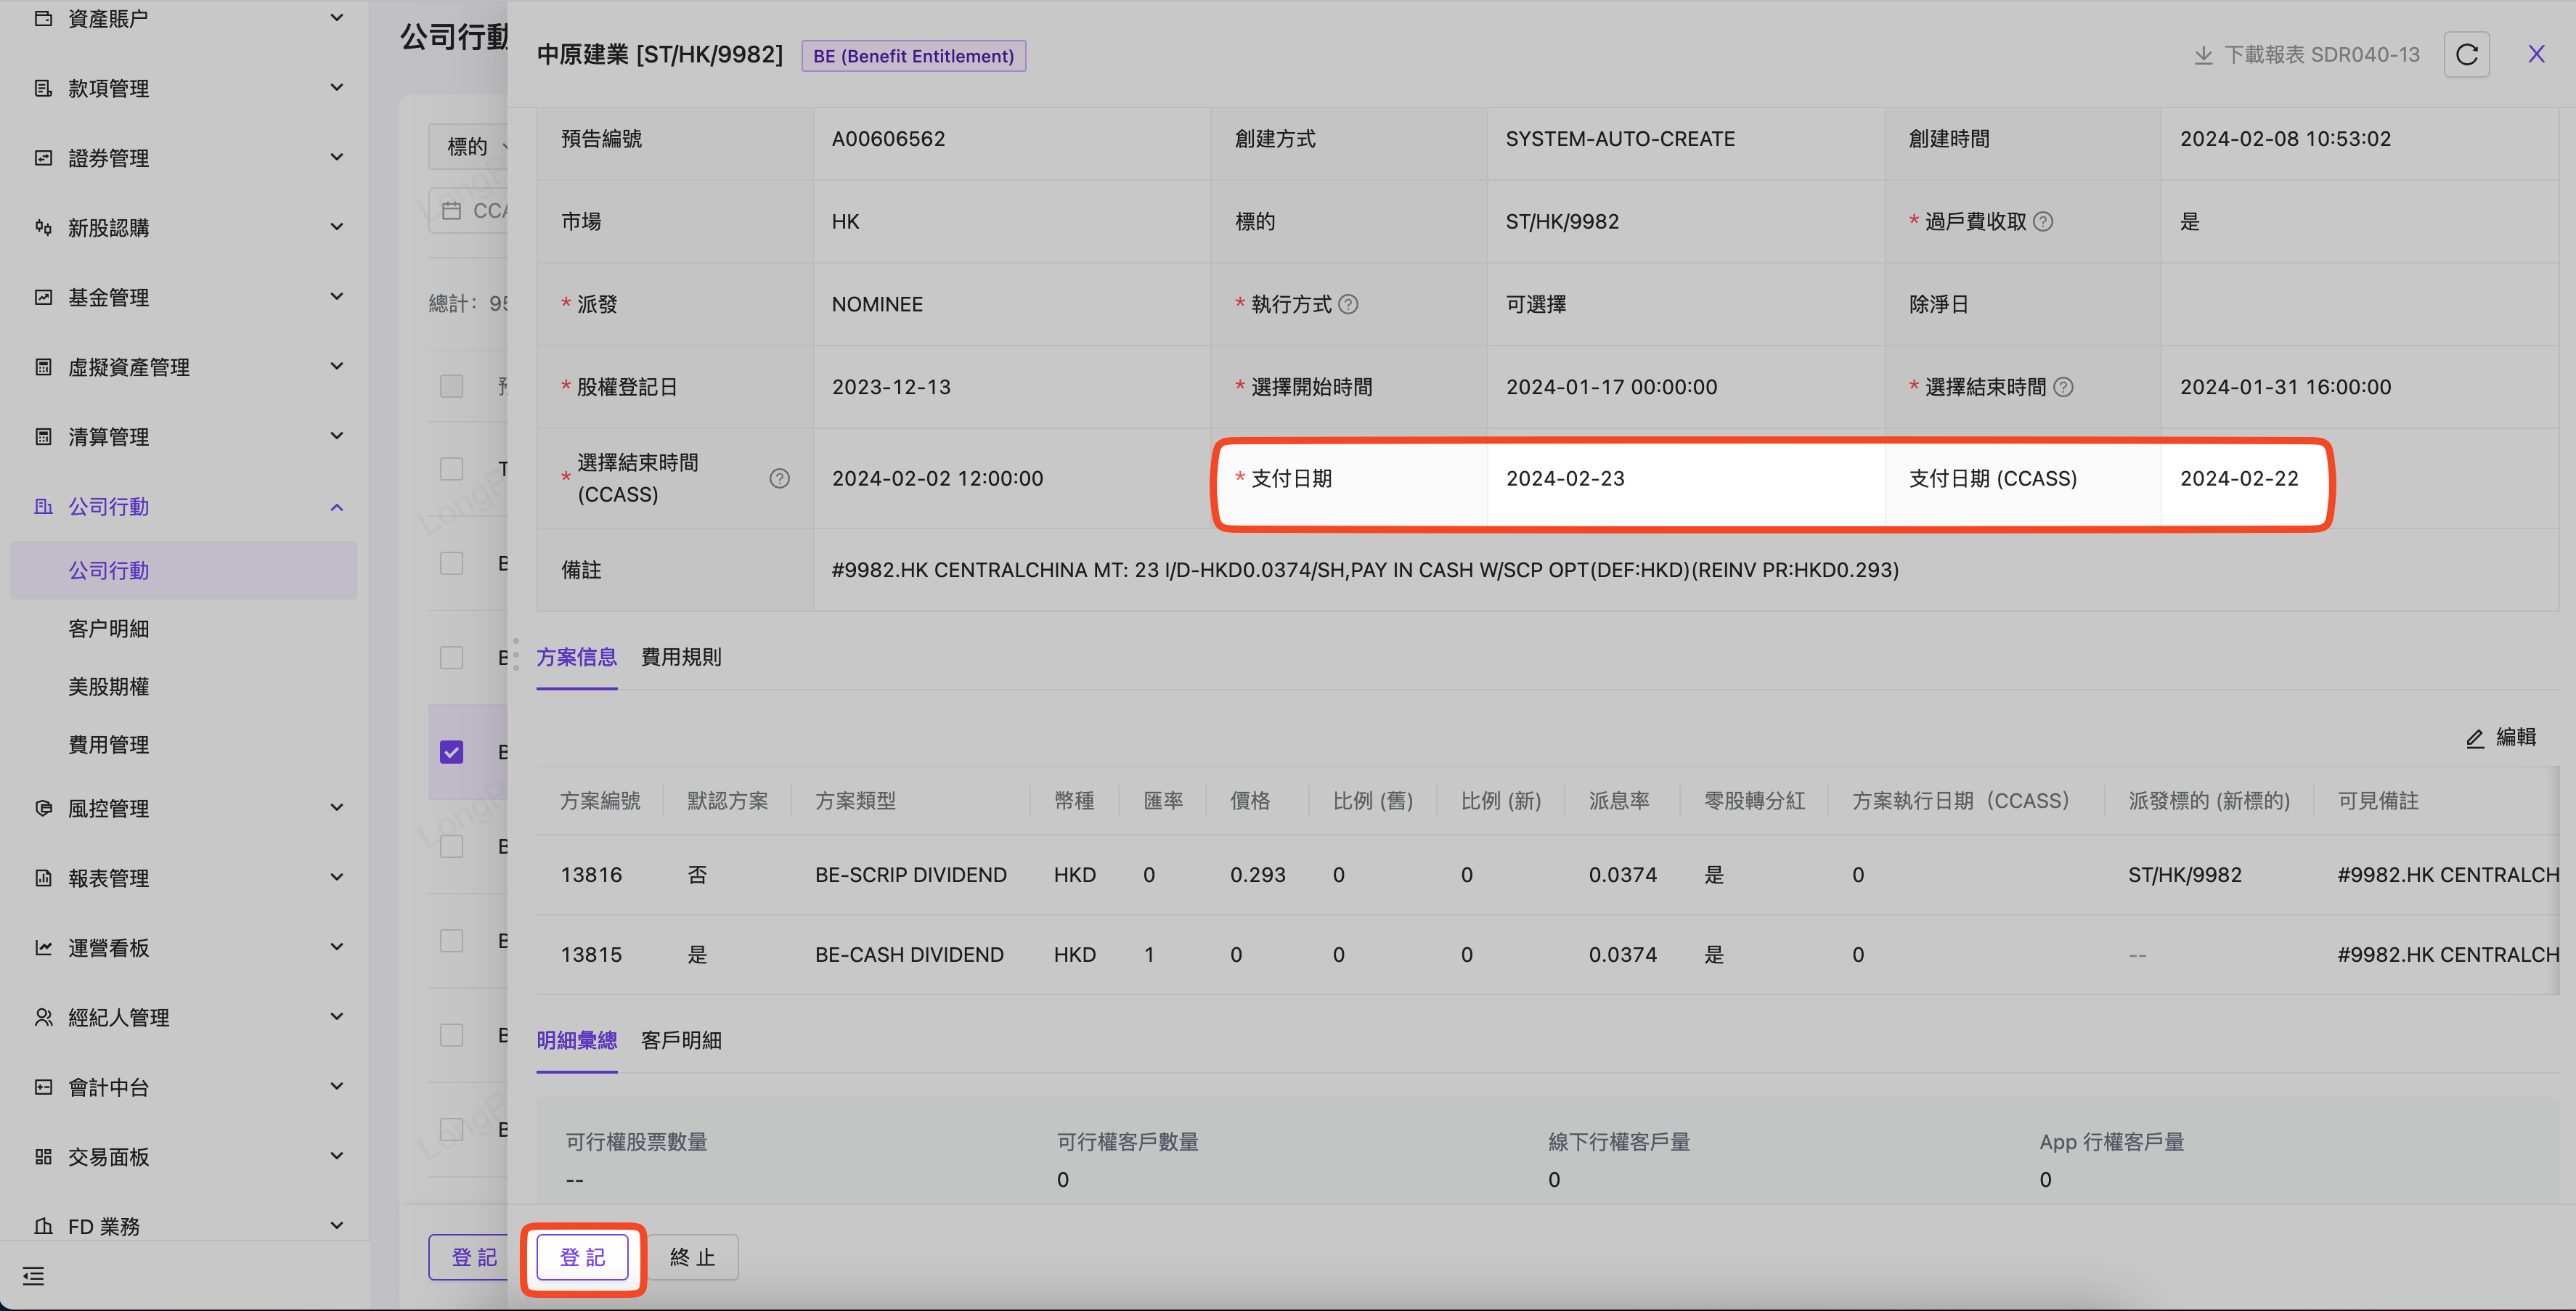 資產賬户
款項管理
證券管理
新股認購
基金管理
虛擬資產管理
清算管理
公司行動
公司行動
客户明細
美股期權
費用管理
風控管理
報表管理
運營看板
經紀人管理
會計中台
交易面板
FD 業務
公司行動
標的
CCA
總計：95
登 記
中原建業 [ST/HK/9982] BE (Benefit Entitlement) 下載報表 SDR040-13
預告編號 A00606562 創建方式 SYSTEM-AUTO-CREATE 創建時間 2024-02-08 10:53:02
市場 HK 標的 ST/HK/9982 * 過戶費收取 是
* 派發 NOMINEE * 執行方式 可選擇 除淨日
* 股權登記日 2023-12-13 * 選擇開始時間 2024-01-17 00:00:00 * 選擇結束時間 2024-01-31 16:00:00
* 選擇結束時間 (CCASS) 2024-02-02 12:00:00 * 支付日期 2024-02-23 支付日期 (CCASS) 2024-02-22
備註 #9982.HK CENTRALCHINA MT: 23 I/D-HKD0.0374/SH,PAY IN CASH W/SCP OPT(DEF:HKD)(REINV PR:HKD0.293)
方案信息 費用規則
編輯
方案編號 默認方案 方案類型 幣種 匯率 價格 比例 (舊) 比例 (新) 派息率 零股轉分紅 方案執行日期（CCASS） 派發標的 (新標的) 可見備註
13816 否 BE-SCRIP DIVIDEND HKD 0 0.293 0 0 0.0374 是 0 ST/HK/9982 #9982.HK CENTRALCH
13815 是 BE-CASH DIVIDEND HKD 1 0 0 0 0.0374 是 0 -- #9982.HK CENTRALCH
明細彙總 客戶明細
可行權股票數量 可行權客戶數量 線下行權客戶量 App 行權客戶量
-- 0 0 0
登 記 終 止